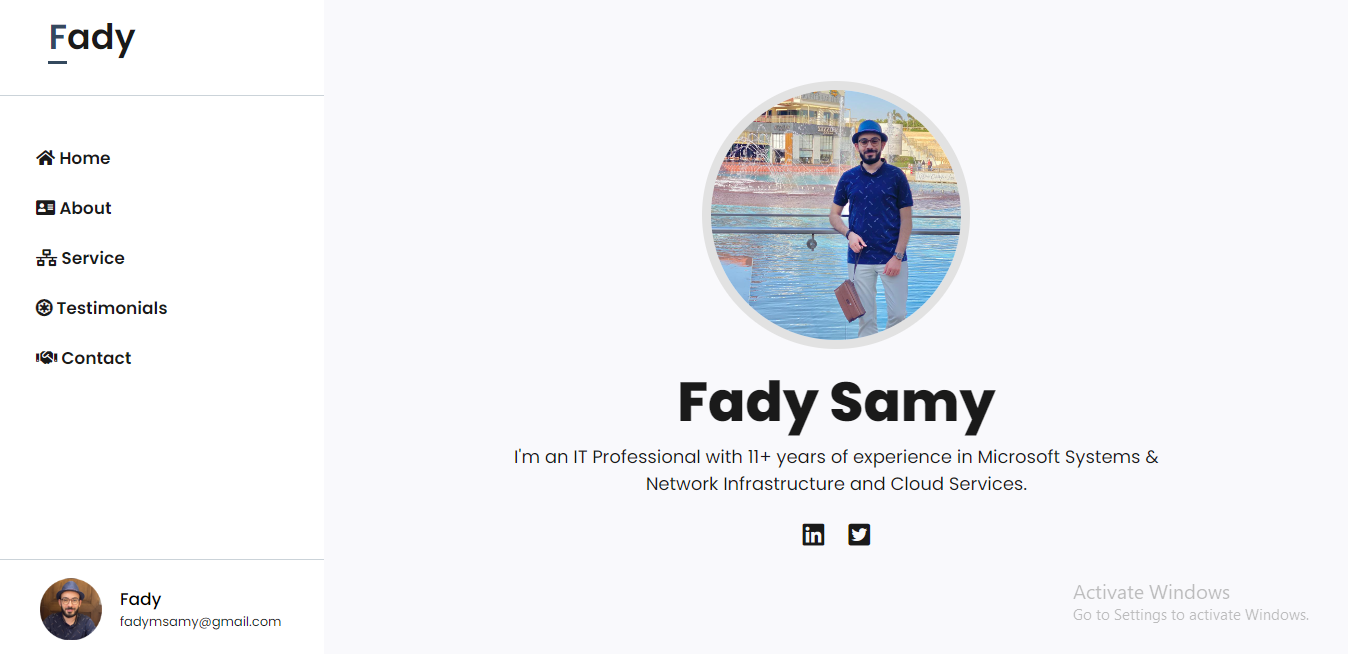 Fady
Home
About
Service
Testimonials
Contact
Fady Samy
I'm an IT Professional with 11+ years of experience in Microsoft Systems &
Network Infrastructure and Cloud Services.
in
Activate Windows
Go to Settings to activate Windows.
Fady
fadymsamy@gmail.com